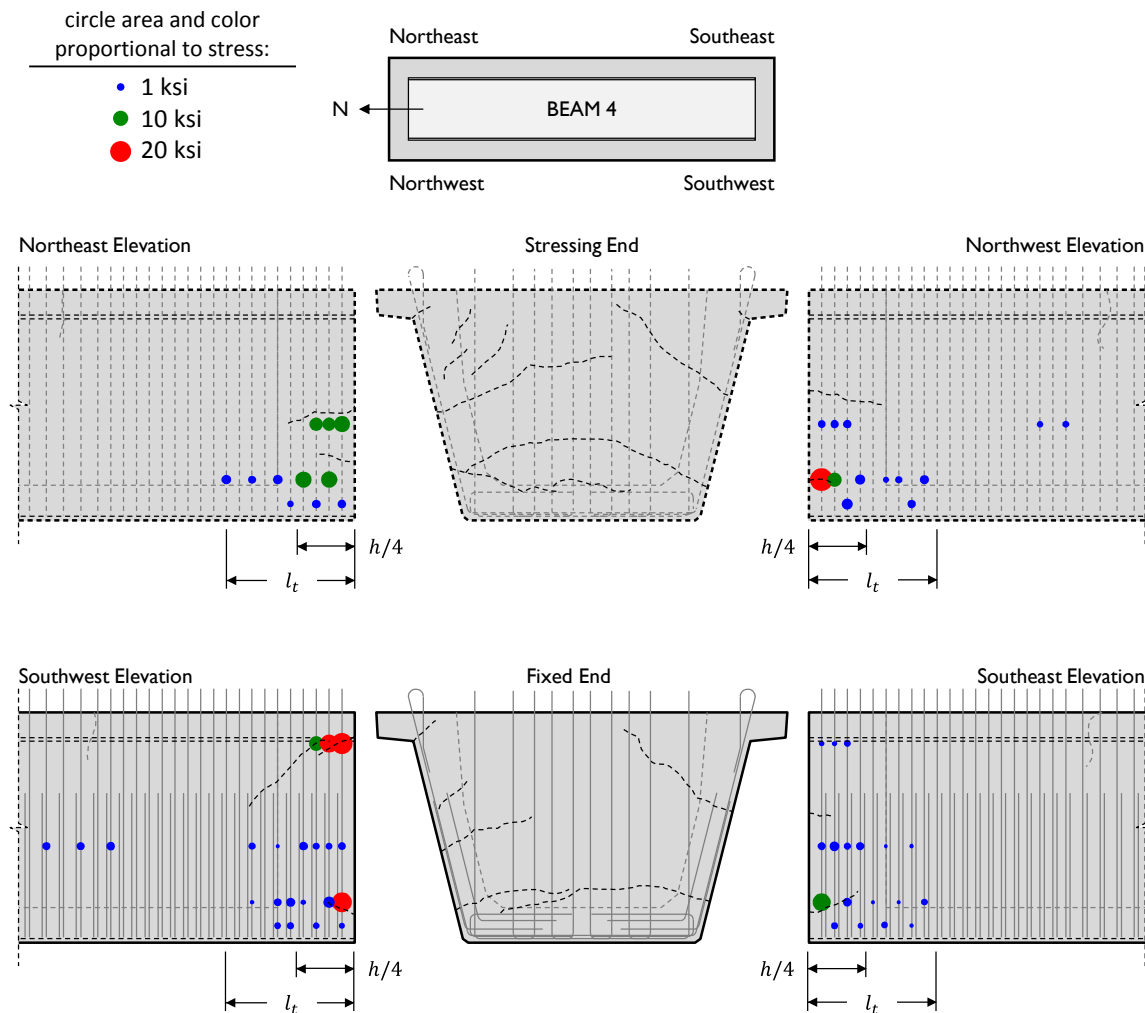 circle area and color
proportional to stress:
1 ksi
10 ksi
20 ksi
Northeast
Southeast
N
BEAM 4
Northwest
Southwest
Northeast Elevation
Stressing End
Northwest Elevation
h/4
l_t
h/4
l_t
Southwest Elevation
Fixed End
Southeast Elevation
h/4
l_t
h/4
l_t